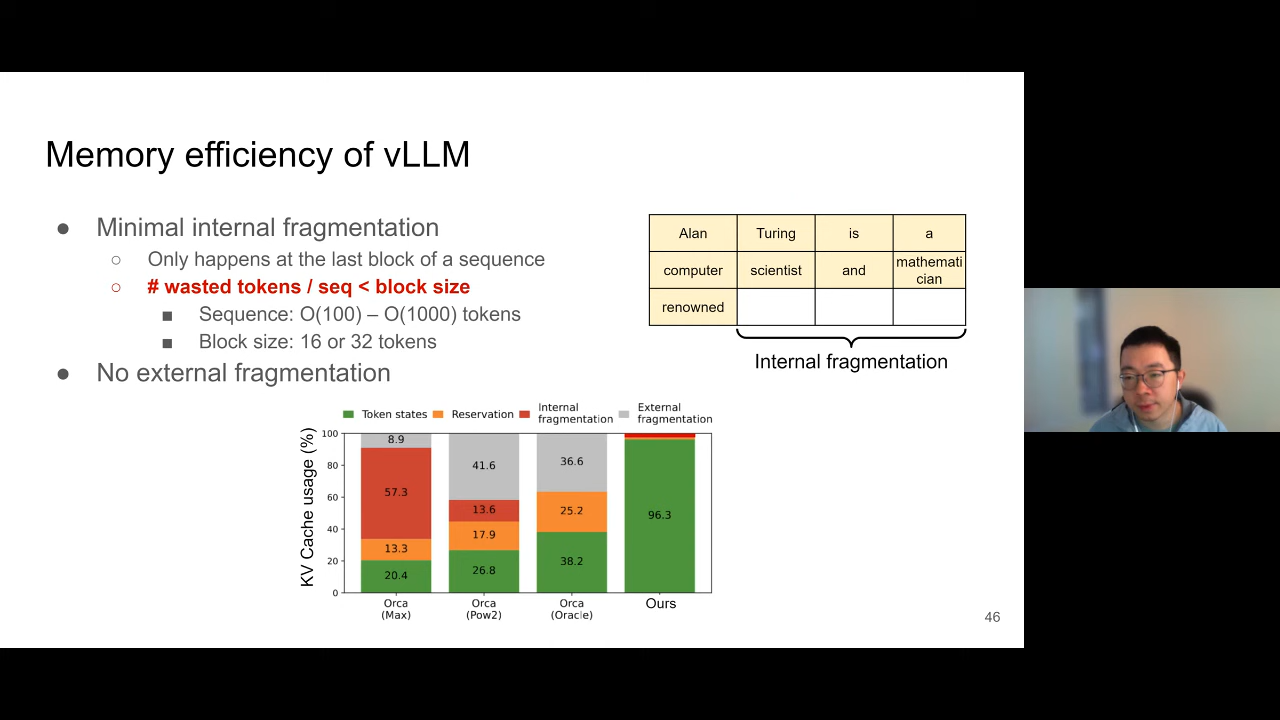 Memory efficiency of vLLM
● Minimal internal fragmentation
○ Only happens at the last block of a sequence
○ # wasted tokens / seq < block size
■ Sequence: O(100) – O(1000) tokens
■ Block size: 16 or 32 tokens
● No external fragmentation
Alan Turing is a
computer scientist and mathemati
cian
renowned
Internal fragmentation
Token states Reservation Internal fragmentation External fragmentation
KV Cache usage (%)
100
80
60
40
20
0
8.9
57.3
13.3
20.4
41.6
13.6
17.9
26.8
36.6
25.2
38.2
96.3
Orca
(Max)
Orca
(Pow2)
Orca
(Oracle)
Ours
46